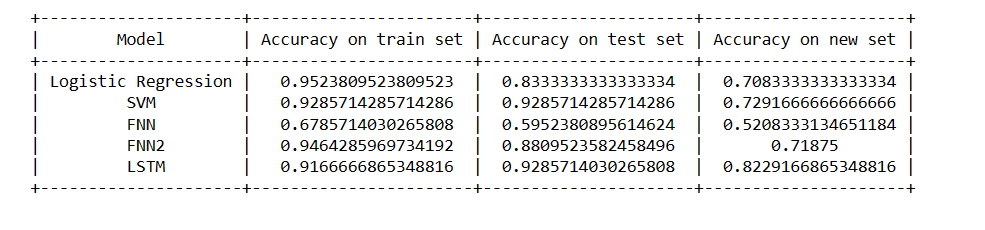 +---------------------+-----------------------+----------------------+---------------------+
|        Model        | Accuracy on train set | Accuracy on test set | Accuracy on new set |
+---------------------+-----------------------+----------------------+---------------------+
| Logistic Regression |   0.9523809523809523  |  0.8333333333333334  |  0.7083333333333334 |
|         SVM         |   0.9285714285714286  |  0.9285714285714286  |  0.7291666666666666 |
|         FNN         |   0.6785714030265808  |  0.5952380895614624  |  0.5208333134651184 |
|         FNN2        |   0.9464285969734192  |  0.8809523582458496  |       0.71875       |
|         LSTM        |   0.9166666865348816  |  0.9285714030265808  |  0.8229166865348816 |
+---------------------+-----------------------+----------------------+---------------------+